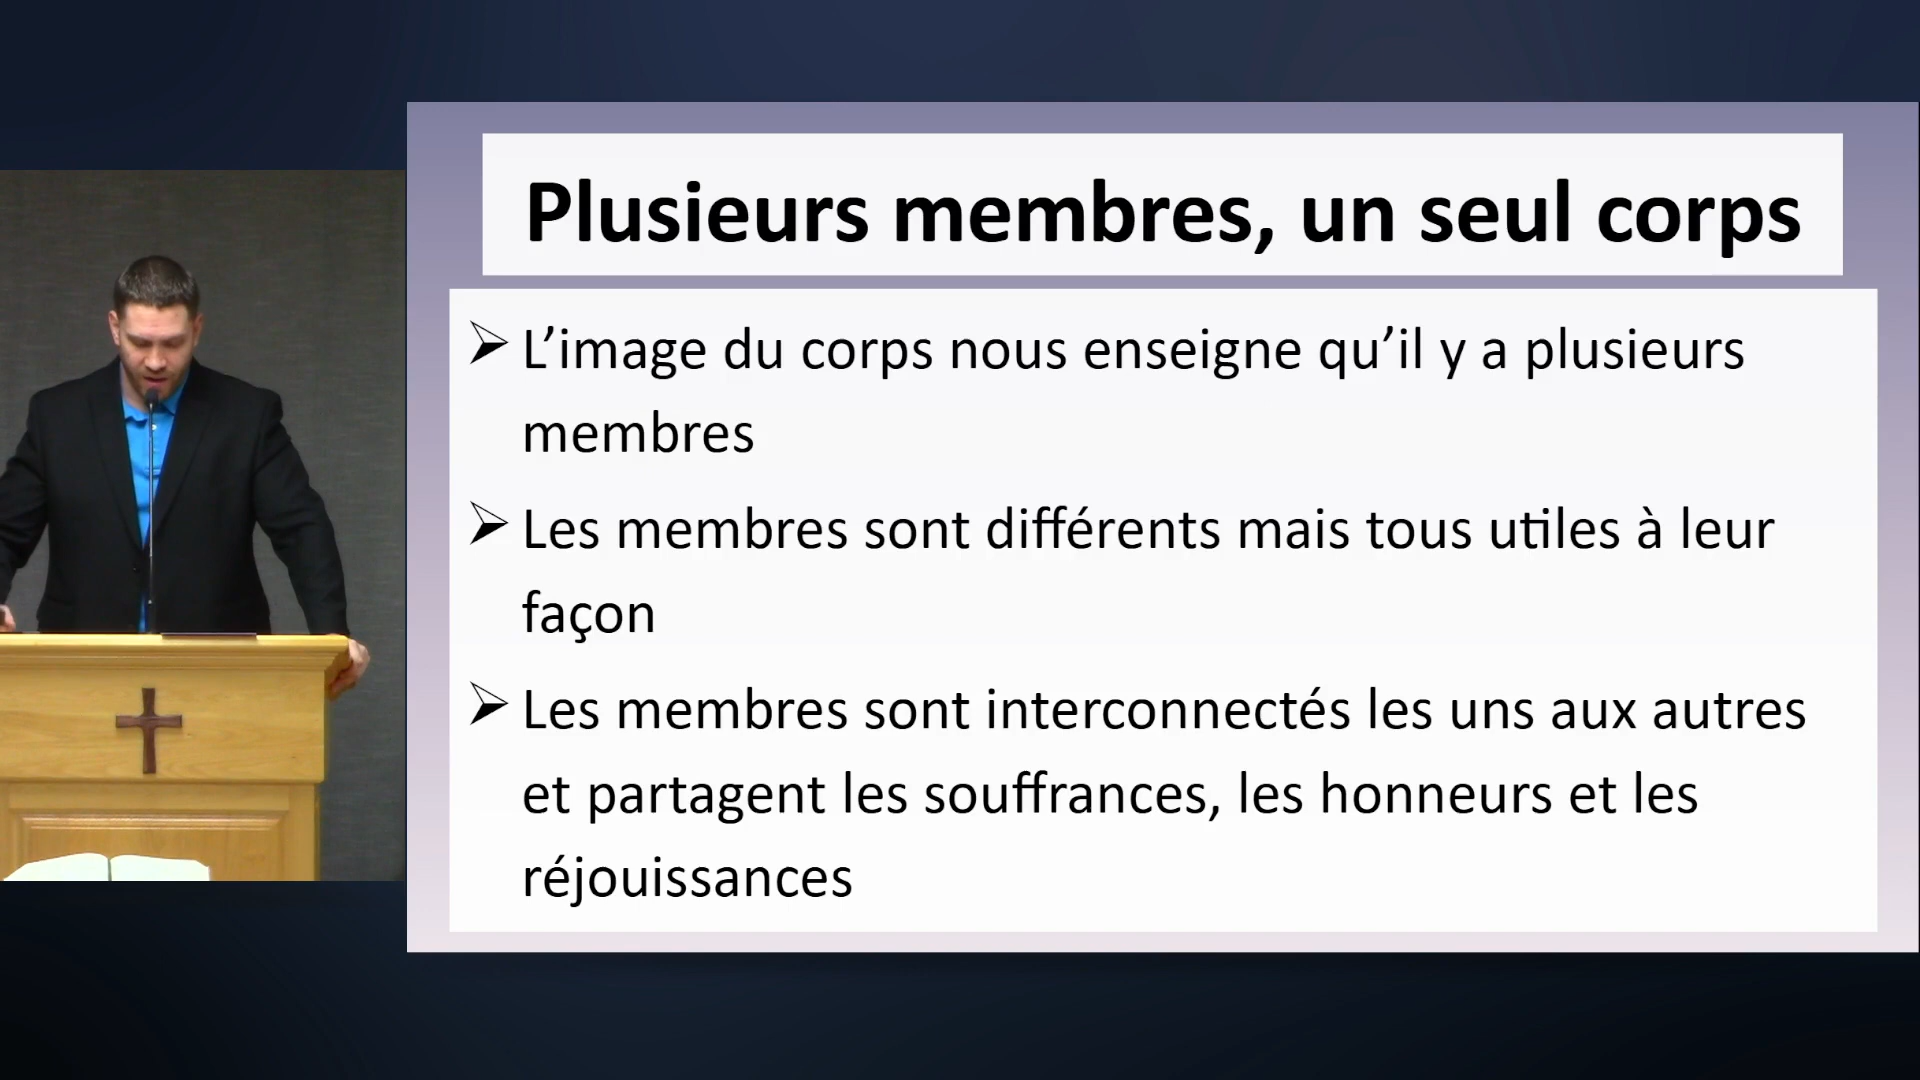 Plusieurs membres, un seul corps
➢ L’image du corps nous enseigne qu’il y a plusieurs
membres
➢ Les membres sont différents mais tous utiles à leur
façon
➢ Les membres sont interconnectés les uns aux autres
et partagent les souffrances, les honneurs et les
réjouissances